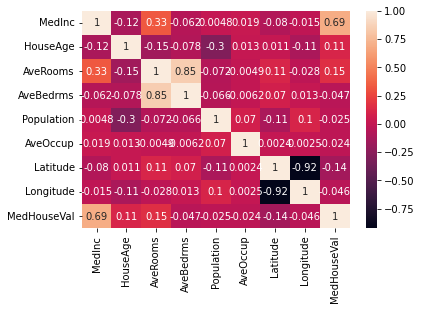 MedInc 1 -0.12 0.33 -0.062 0.0048 0.019 -0.08 -0.015 0.69
HouseAge -0.12 1 -0.15 -0.078 -0.3 0.013 0.011 -0.11 0.11
AveRooms 0.33 -0.15 1 0.85 -0.072 -0.0049 0.11 -0.028 0.15
AveBedrms -0.062 -0.078 0.85 1 -0.066 -0.0062 0.07 0.013 -0.047
Population 0.0048 -0.3 -0.072 -0.066 1 0.07 -0.11 0.1 -0.025
AveOccup 0.019 0.013 -0.0049 -0.0062 0.07 1 0.0024 0.0025 -0.024
Latitude -0.08 0.011 0.11 0.07 -0.11 0.0024 1 -0.92 -0.14
Longitude -0.015 -0.11 -0.028 0.013 0.1 0.0025 -0.92 1 -0.046
MedHouseVal 0.69 0.11 0.15 -0.047 -0.025 -0.024 -0.14 -0.046 1
MedInc
HouseAge
AveRooms
AveBedrms
Population
AveOccup
Latitude
Longitude
MedHouseVal
1.00
0.75
0.50
0.25
0.00
-0.25
-0.50
-0.75